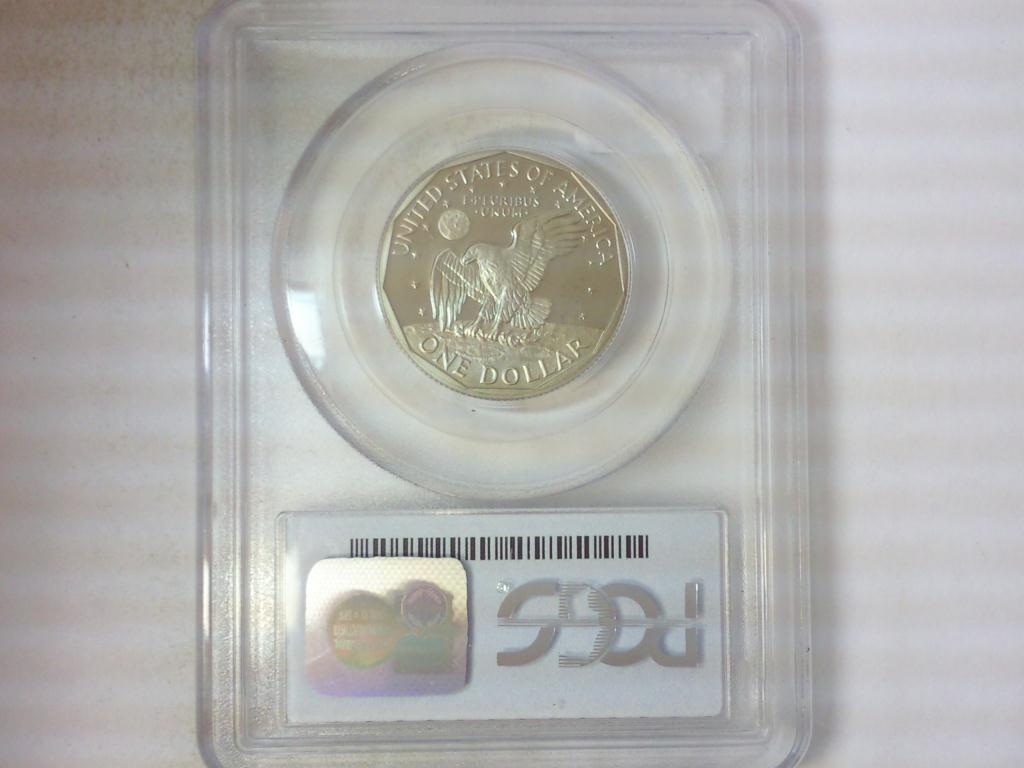 UNITED STATES OF AMERICA
E·PLURIBUS
·UNUM·
ONE DOLLAR
PCGS